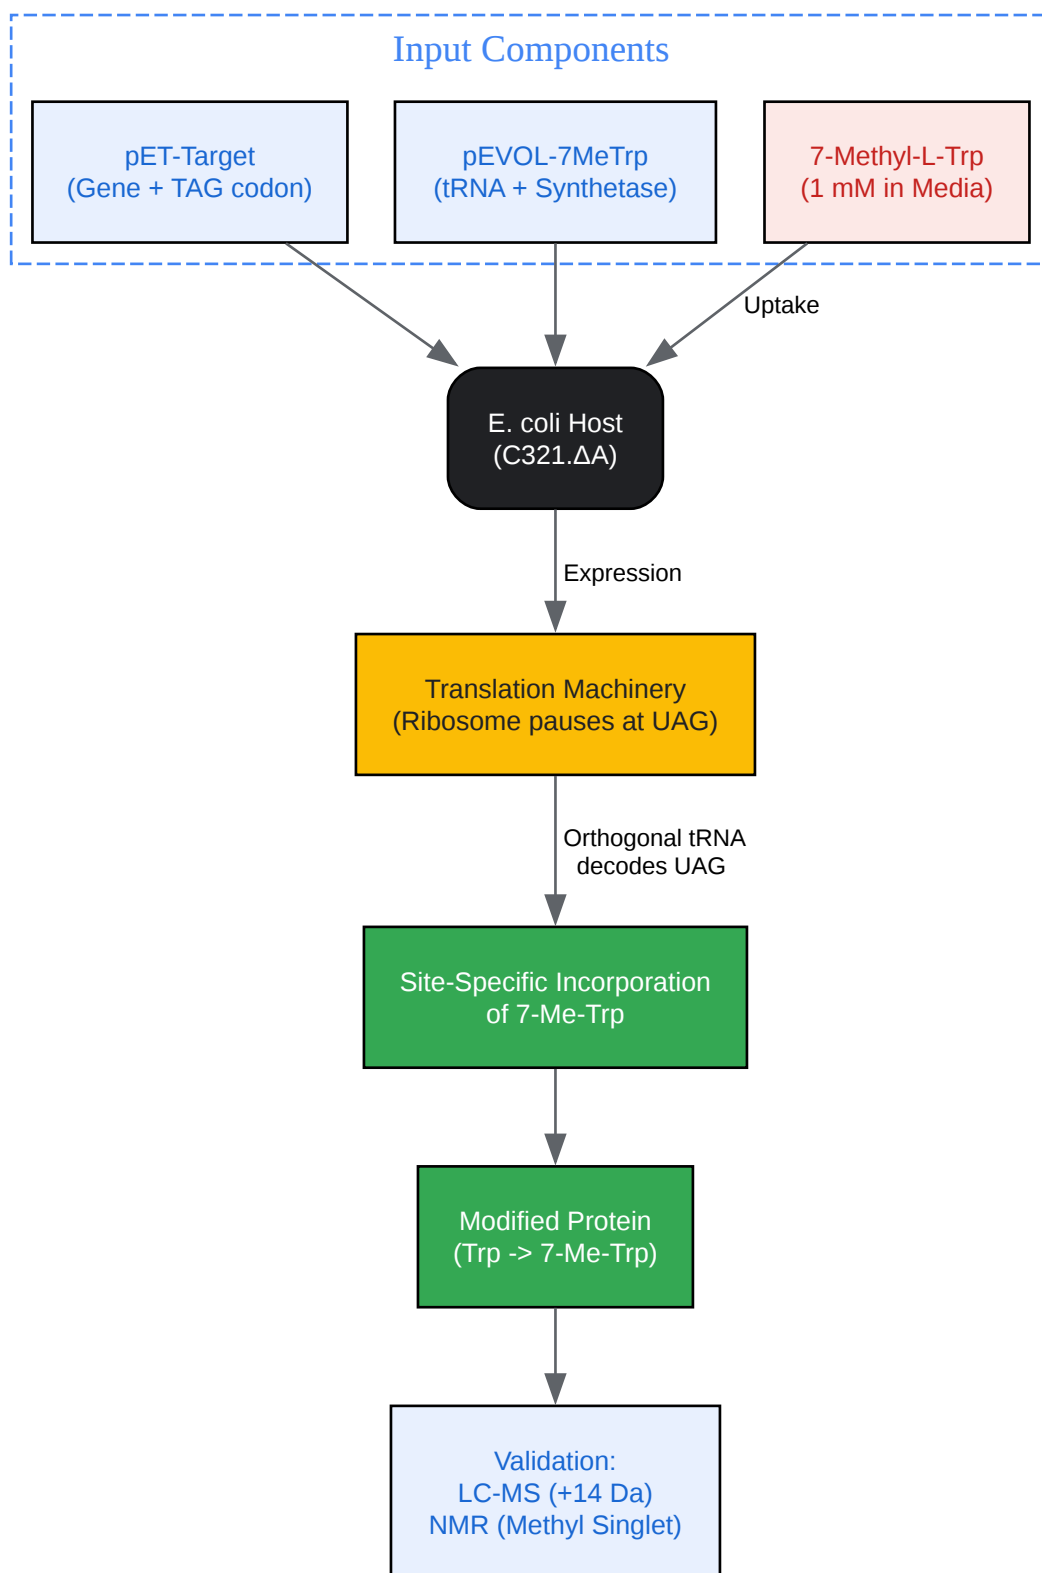 Input Components
pET-Target
(Gene + TAG codon)
pEVOL-7MeTrp
(tRNA + Synthetase)
7-Methyl-L-Trp
(1 mM in Media)
Uptake
E. coli Host
(C321.ΔA)
Expression
Translation Machinery
(Ribosome pauses at UAG)
Orthogonal tRNA
decodes UAG
Site-Specific Incorporation
of 7-Me-Trp
Modified Protein
(Trp -> 7-Me-Trp)
Validation:
LC-MS (+14 Da)
NMR (Methyl Singlet)